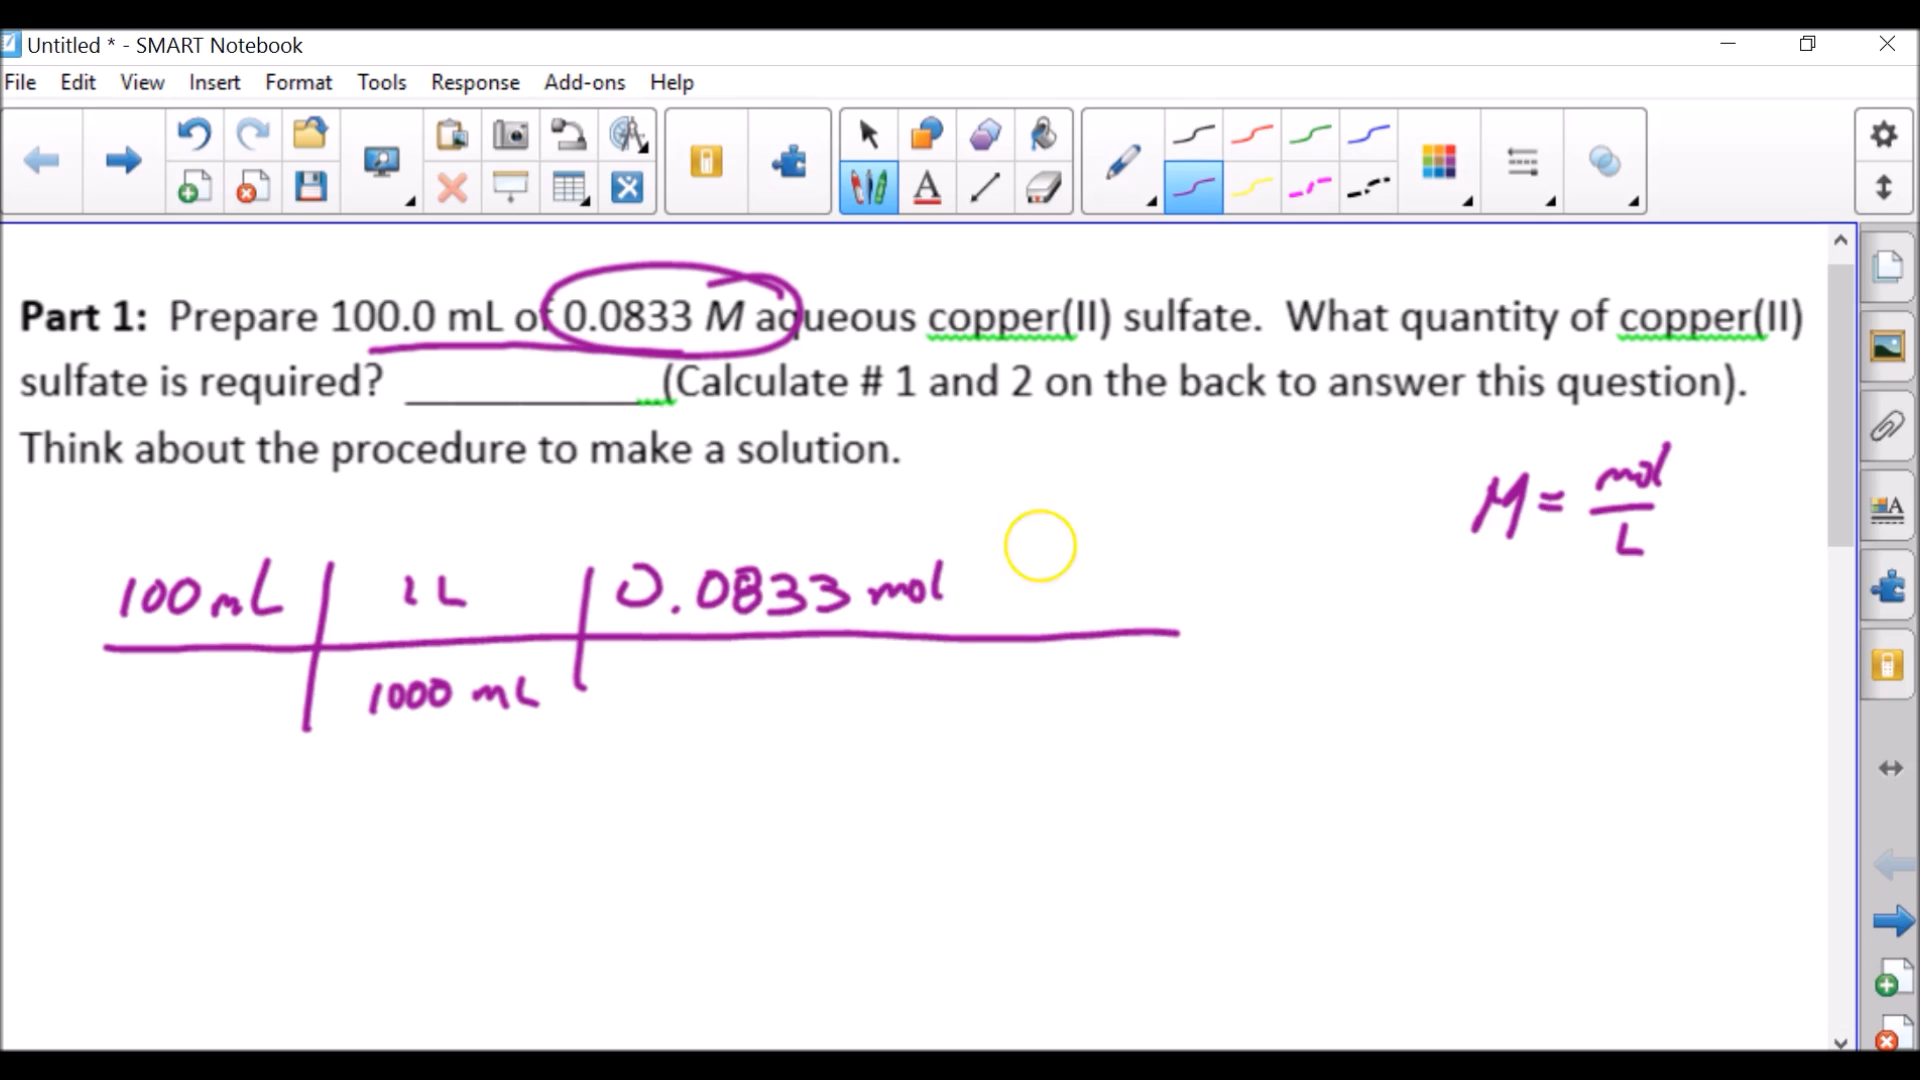 Untitled * - SMART Notebook
File Edit View Insert Format Tools Response Add-ons Help
Part 1: Prepare 100.0 mL of 0.0833 M aqueous copper(II) sulfate. What quantity of copper(II)
sulfate is required? __________ (Calculate # 1 and 2 on the back to answer this question).
Think about the procedure to make a solution.
M = mol
L
100 mL 1 L 0.0833 mol
1000 mL